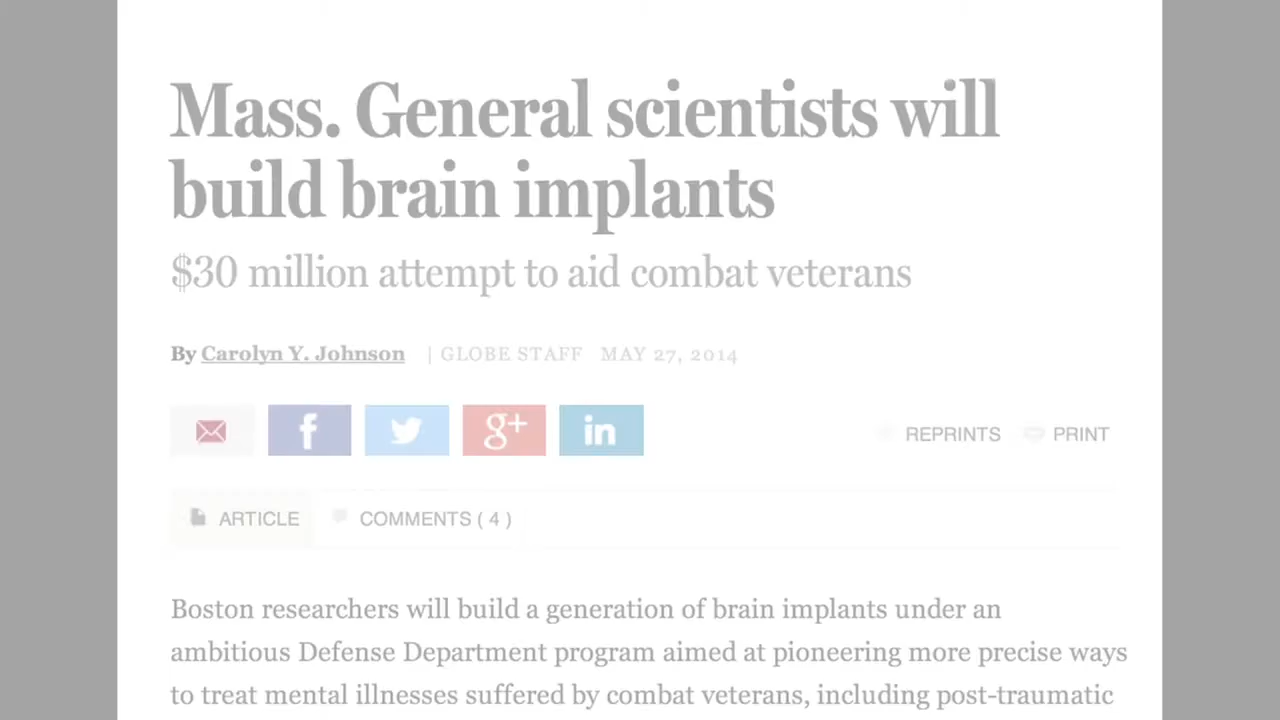 Mass. General scientists will
build brain implants
$30 million attempt to aid combat veterans
By Carolyn Y. Johnson | GLOBE STAFF MAY 27, 2014
f g+ in REPRINTS PRINT
ARTICLE COMMENTS ( 4 )
Boston researchers will build a generation of brain implants under an
ambitious Defense Department program aimed at pioneering more precise ways
to treat mental illnesses suffered by combat veterans, including post-traumatic